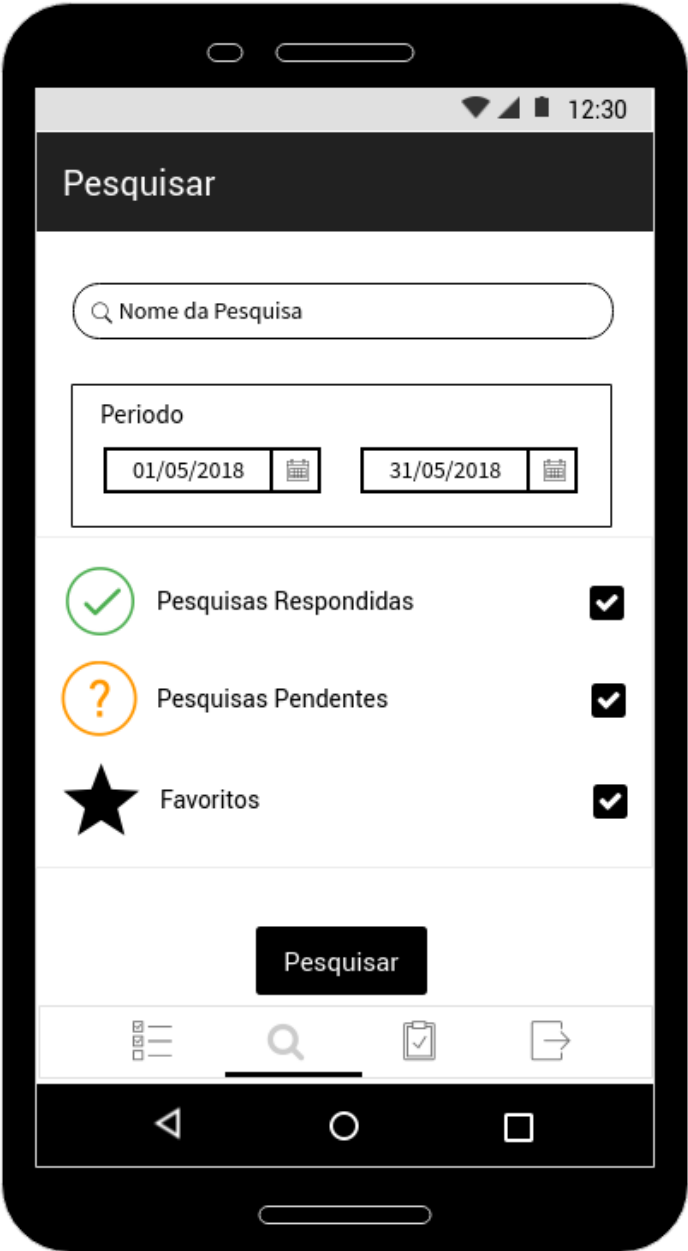 12:30
Pesquisar
Nome da Pesquisa
Periodo
01/05/2018 31/05/2018
Pesquisas Respondidas
?
Pesquisas Pendentes
Favoritos
Pesquisar